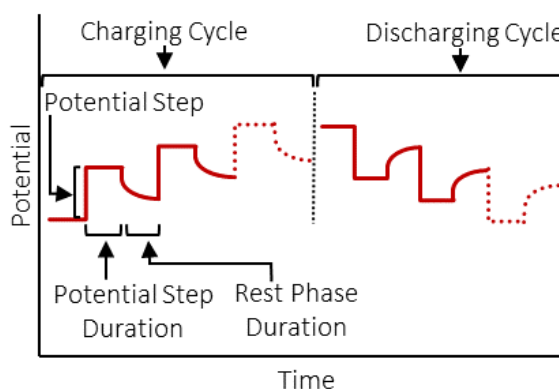 Charging Cycle
Discharging Cycle
Potential Step
Potential
Potential Step
Duration
Rest Phase
Duration
Time